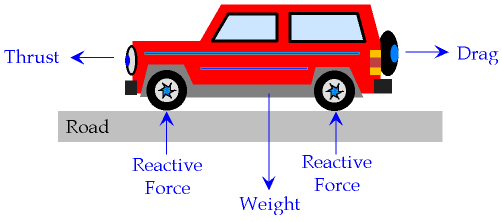 Thrust
Drag
Road
Reactive
Force
Reactive
Force
Weight